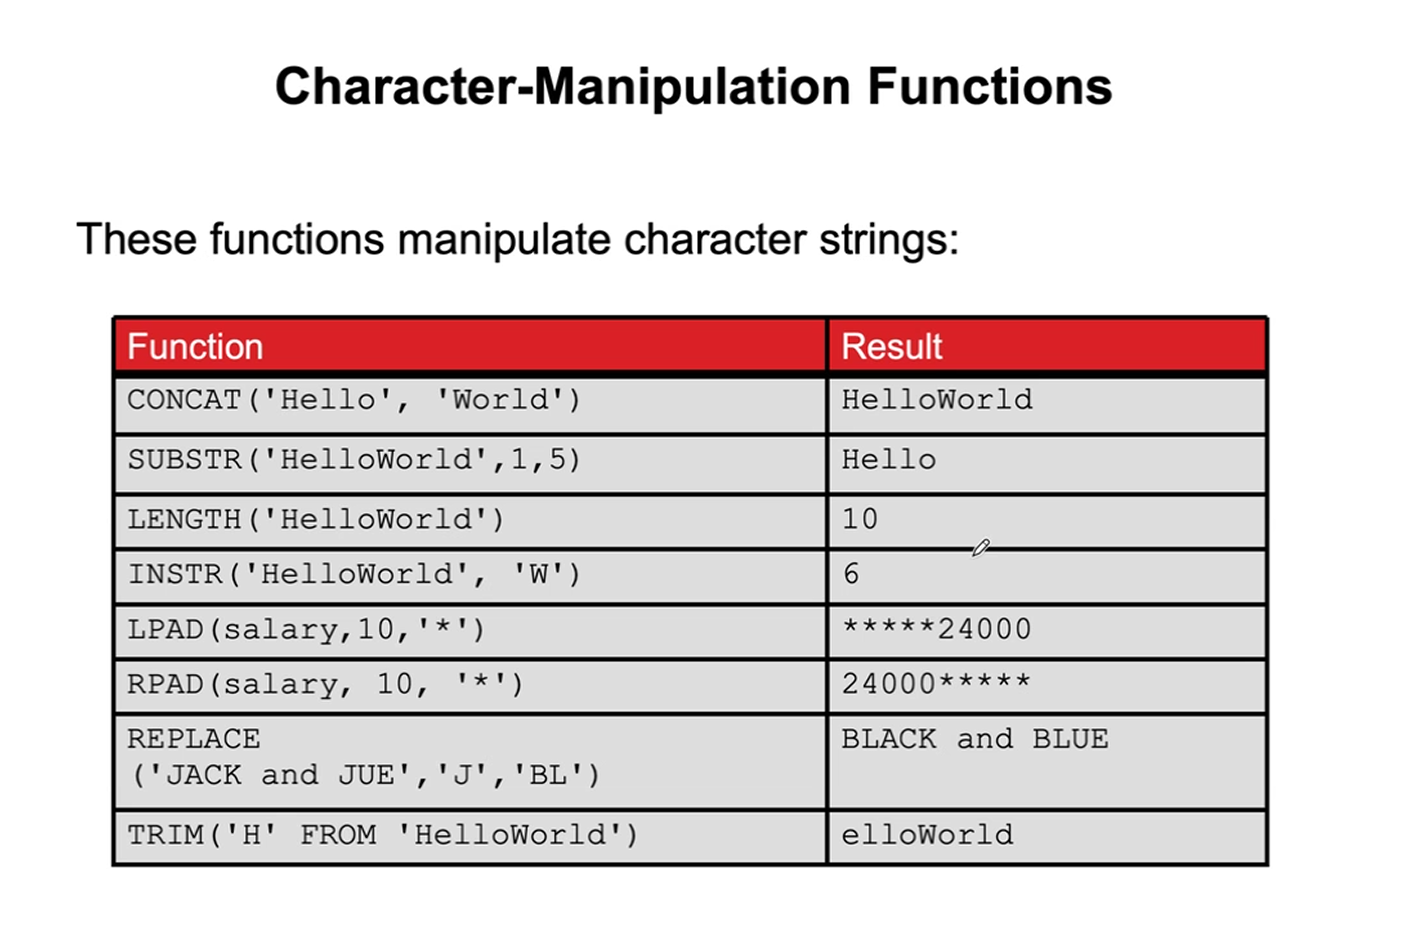 Character-Manipulation Functions
These functions manipulate character strings:
Function Result
CONCAT('Hello', 'World') HelloWorld
SUBSTR('HelloWorld',1,5) Hello
LENGTH('HelloWorld') 10
INSTR('HelloWorld', 'W') 6
LPAD(salary,10,'*') *****24000
RPAD(salary, 10, '*') 24000*****
REPLACE BLACK and BLUE
('JACK and JUE','J','BL')
TRIM('H' FROM 'HelloWorld') elloWorld